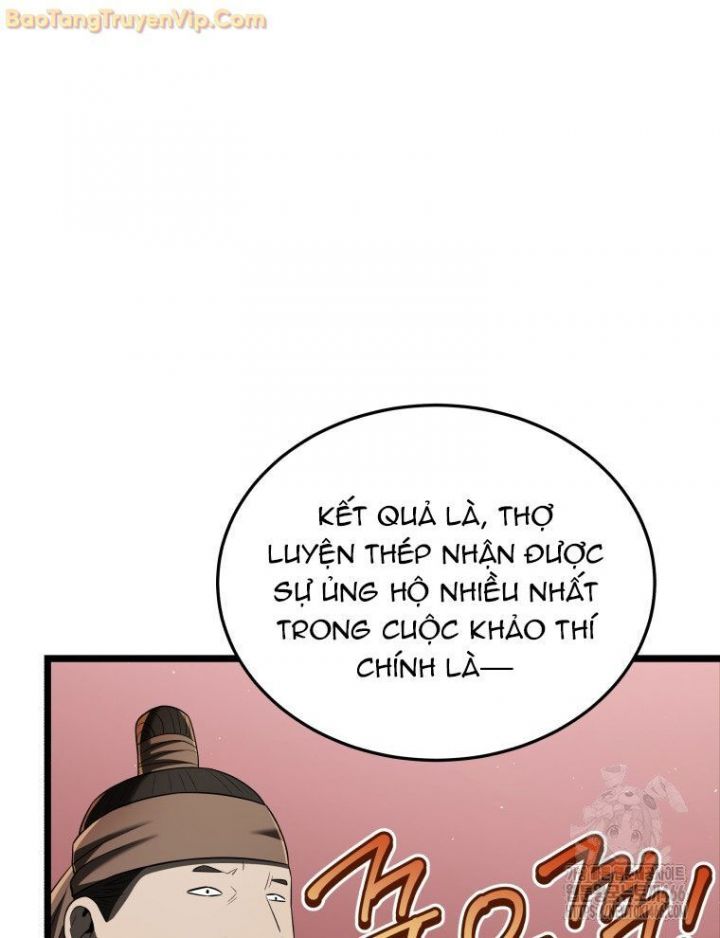 BaoTangTruyenVip.Com
KẾT QUẢ LÀ, THỢ
LUYỆN THÉP NHẬN ĐƯỢC
SỰ ỦNG HỘ NHIỀU NHẤT
TRONG CUỘC KHẢO THÍ
CHÍNH LÀ—